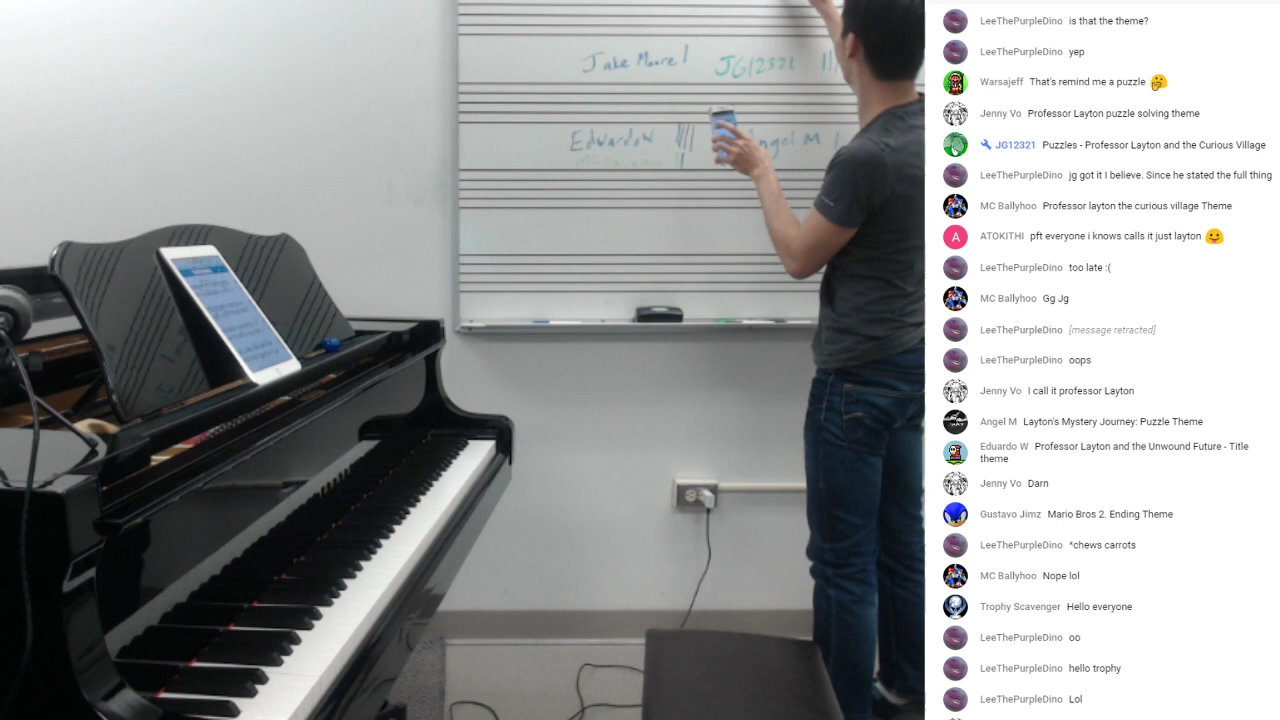 Jake Moore
JG12321
EdwardoW
Angel M
LeeThePurpleDino is that the theme?
LeeThePurpleDino yep
Warsajeff That's remind me a puzzle
Jenny Vo Professor Layton puzzle solving theme
JG12321 Puzzles - Professor Layton and the Curious Village
LeeThePurpleDino jg got it I believe. Since he stated the full thing
MC Ballyhoo Professor layton the curious village Theme
A
ATOKITHI pft everyone i knows calls it just layton
LeeThePurpleDino too late :(
MC Ballyhoo Gg Jg
LeeThePurpleDino [message retracted]
LeeThePurpleDino oops
Jenny Vo I call it professor Layton
Angel M Layton's Mystery Journey: Puzzle Theme
Eduardo W Professor Layton and the Unwound Future - Title
theme
Jenny Vo Darn
Gustavo Jimz Mario Bros 2. Ending Theme
LeeThePurpleDino *chews carrots
MC Ballyhoo Nope lol
Trophy Scavenger Hello everyone
LeeThePurpleDino oo
LeeThePurpleDino hello trophy
LeeThePurpleDino Lol